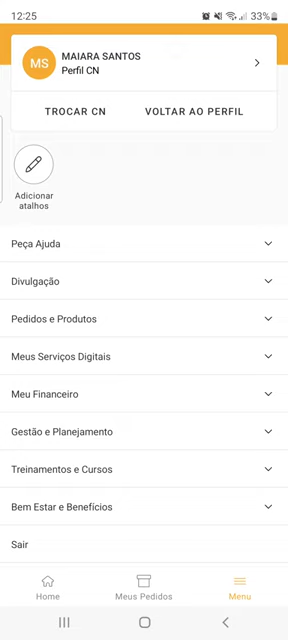 12:25
33%
MS
MAIARA SANTOS
Perfil CN
TROCAR CN
VOLTAR AO PERFIL
Adicionar
atalhos
Peça Ajuda
Divulgação
Pedidos e Produtos
Meus Serviços Digitais
Meu Financeiro
Gestão e Planejamento
Treinamentos e Cursos
Bem Estar e Benefícios
Sair
Home
Meus Pedidos
Menu